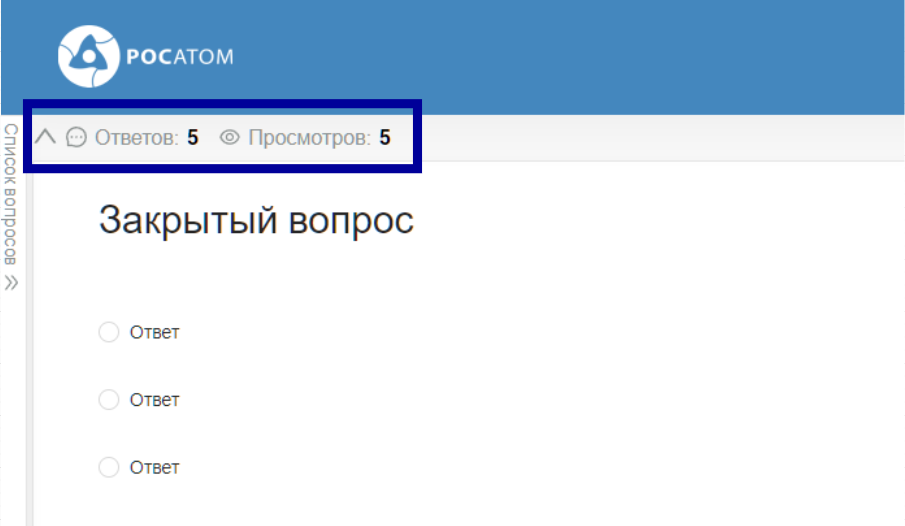 РОСАТОМ
Ответов: 5 Просмотров: 5
Список вопросов
Закрытый вопрос
Ответ
Ответ
Ответ